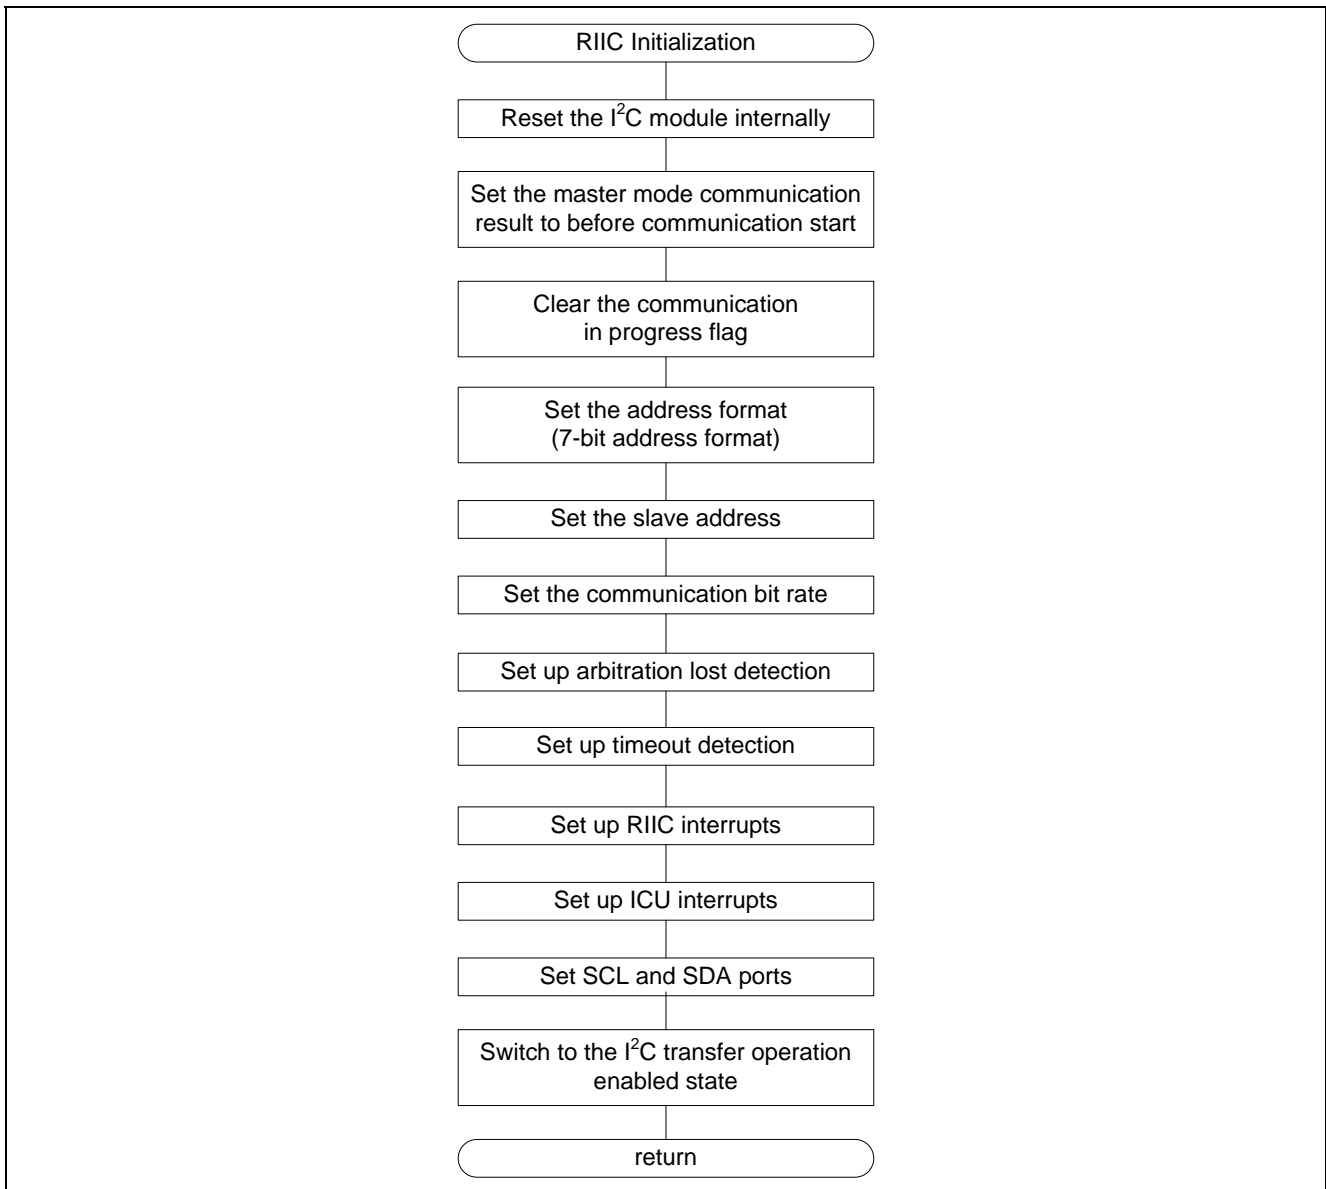 RIIC Initialization
Reset the I²C module internally
Set the master mode communication
result to before communication start
Clear the communication
in progress flag
Set the address format
(7-bit address format)
Set the slave address
Set the communication bit rate
Set up arbitration lost detection
Set up timeout detection
Set up RIIC interrupts
Set up ICU interrupts
Set SCL and SDA ports
Switch to the I²C transfer operation
enabled state
return